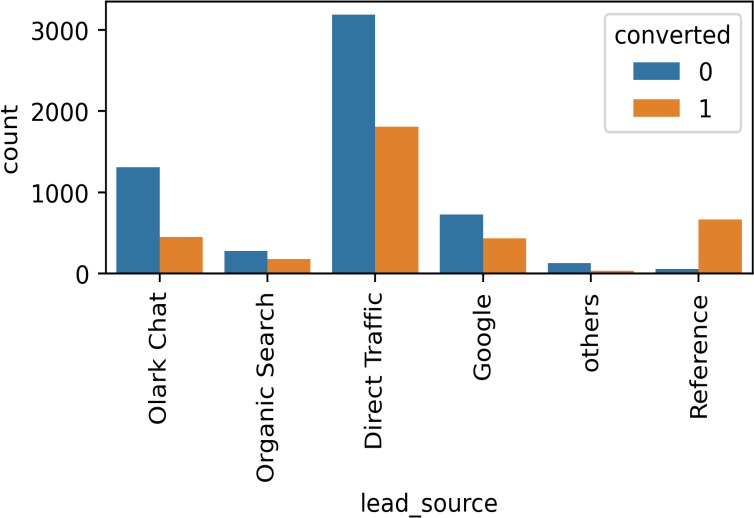 converted
0
1
count
3000
2000
1000
0
Olark Chat
Organic Search
Direct Traffic
Google
others
Reference
lead_source